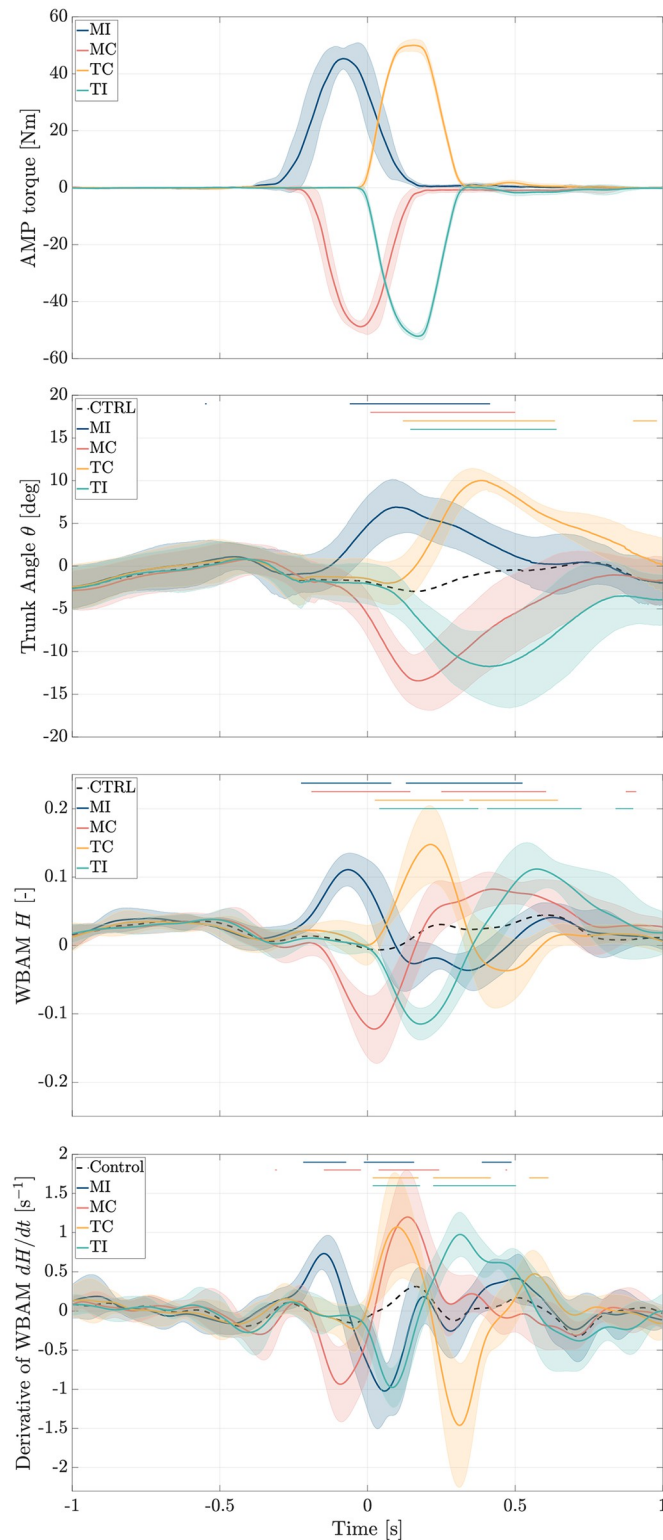 60
40
20
0
-20
-40
-60
AMP torque [Nm]
MI
MC
TC
TI
20
15
10
5
0
-5
-10
-15
-20
Trunk Angle θ [deg]
CTRL
MI
MC
TC
TI
0.2
0.1
0
-0.1
-0.2
WBAM H [-]
CTRL
MI
MC
TC
TI
2
1.5
1
0.5
0
-0.5
-1
-1.5
-2
Derivative of WBAM dH/dt [s⁻¹]
Control
MI
MC
TC
TI
-1
-0.5
0
0.5
1
Time [s]